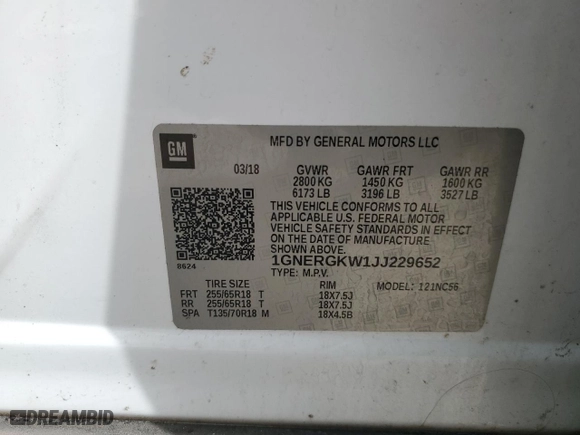 GM
MFD BY GENERAL MOTORS LLC
03/18 GVWR GAWR FRT GAWR RR
2800 KG 1450 KG 1600 KG
6173 LB 3196 LB 3527 LB
THIS VEHICLE CONFORMS TO ALL
APPLICABLE U.S. FEDERAL MOTOR
VEHICLE SAFETY STANDARDS IN EFFECT
ON THE DATE OF MANUFACTURE
SHOWN ABOVE.
8624 1GNERGKW1JJ229652
TYPE: M.P.V. MODEL: 121NC56
TIRE SIZE RIM
FRT 255/65R18 T 18X7.5J
RR 255/65R18 T 18X7.5J
SPA T135/70R18 M 18X4.5B
DREAMBID